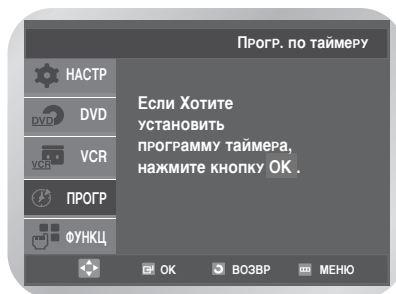 Прогр. по таймеру
НАСТР
DVD DVD
VCR VCR
ПРОГР
ФУНКЦ
Если Хотите
установить
программу таймера,
нажмите кнопку OK .
OK ВОЗВР МЕНЮ